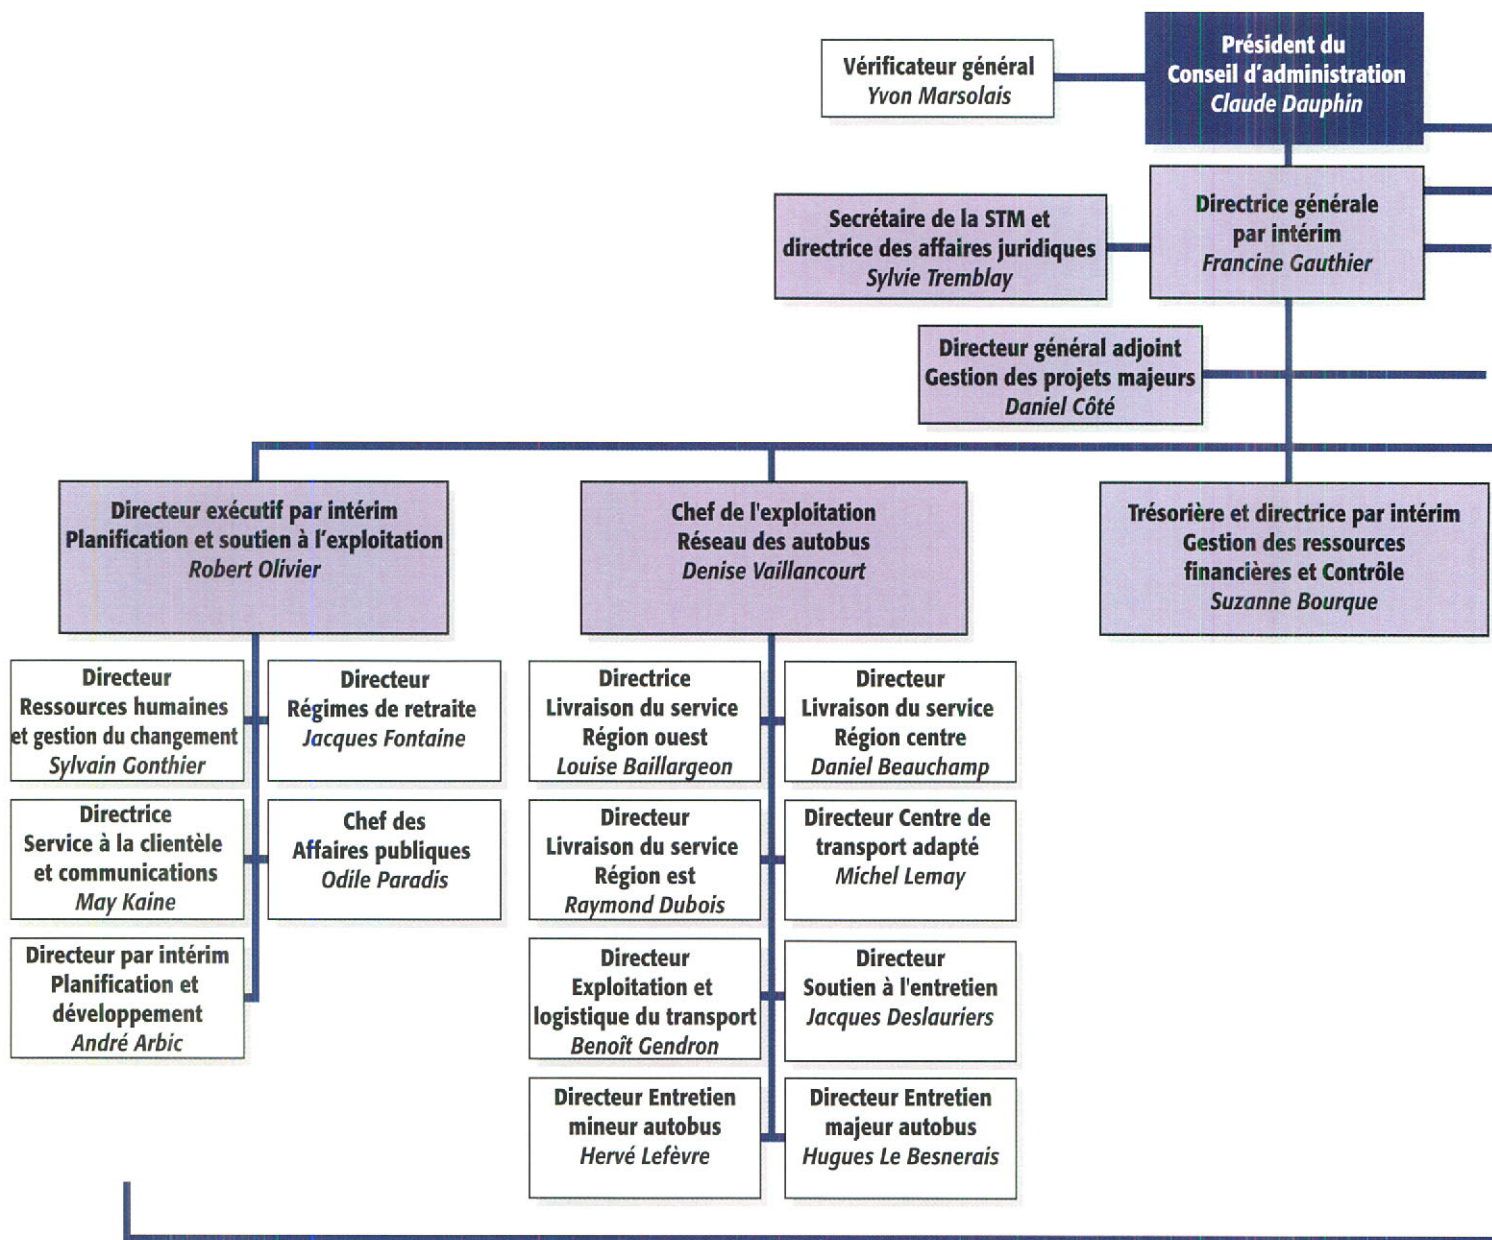 Vérificateur général
Yvon Marsolais
Président du
Conseil d'administration
Claude Dauphin
Secrétaire de la STM et
directrice des affaires juridiques
Sylvie Tremblay
Directrice générale
par intérim
Francine Gauthier
Directeur général adjoint
Gestion des projets majeurs
Daniel Côté
Directeur exécutif par intérim
Planification et soutien à l'exploitation
Robert Olivier
Chef de l'exploitation
Réseau des autobus
Denise Vaillancourt
Trésorière et directrice par intérim
Gestion des ressources
financières et Contrôle
Suzanne Bourque
Directeur
Ressources humaines
et gestion du changement
Sylvain Gonthier
Directeur
Régimes de retraite
Jacques Fontaine
Directrice
Service à la clientèle
et communications
May Kaine
Chef des
Affaires publiques
Odile Paradis
Directeur par intérim
Planification et
développement
André Arbic
Directrice
Livraison du service
Région ouest
Louise Baillargeon
Directeur
Livraison du service
Région centre
Daniel Beauchamp
Directeur
Livraison du service
Région est
Raymond Dubois
Directeur Centre de
transport adapté
Michel Lemay
Directeur
Exploitation et
logistique du transport
Benoît Gendron
Directeur
Soutien à l'entretien
Jacques Deslauriers
Directeur Entretien
mineur autobus
Hervé Lefèvre
Directeur Entretien
majeur autobus
Hugues Le Besnerais